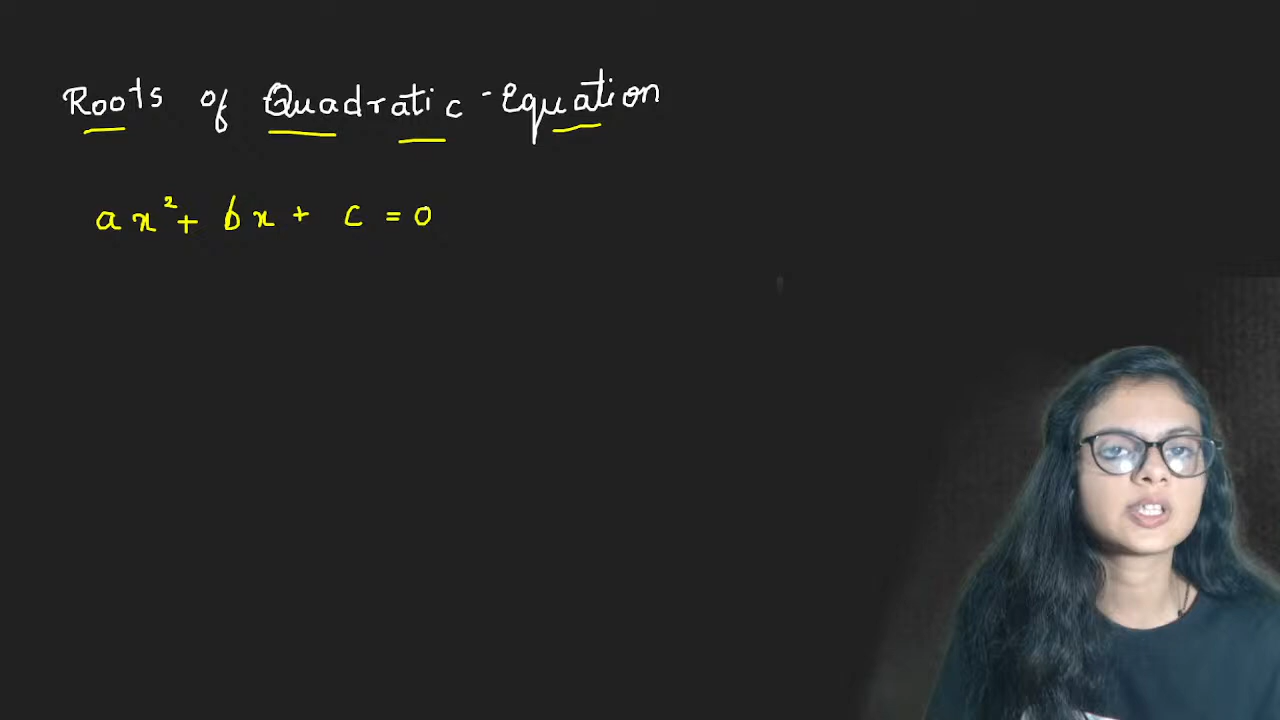 Roots of Quadratic Equation
ax² + bx + c = 0